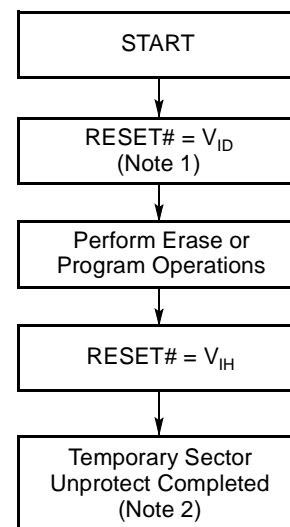 START
RESET# = V_ID
(Note 1)
Perform Erase or
Program Operations
RESET# = V_IH
Temporary Sector
Unprotect Completed
(Note 2)